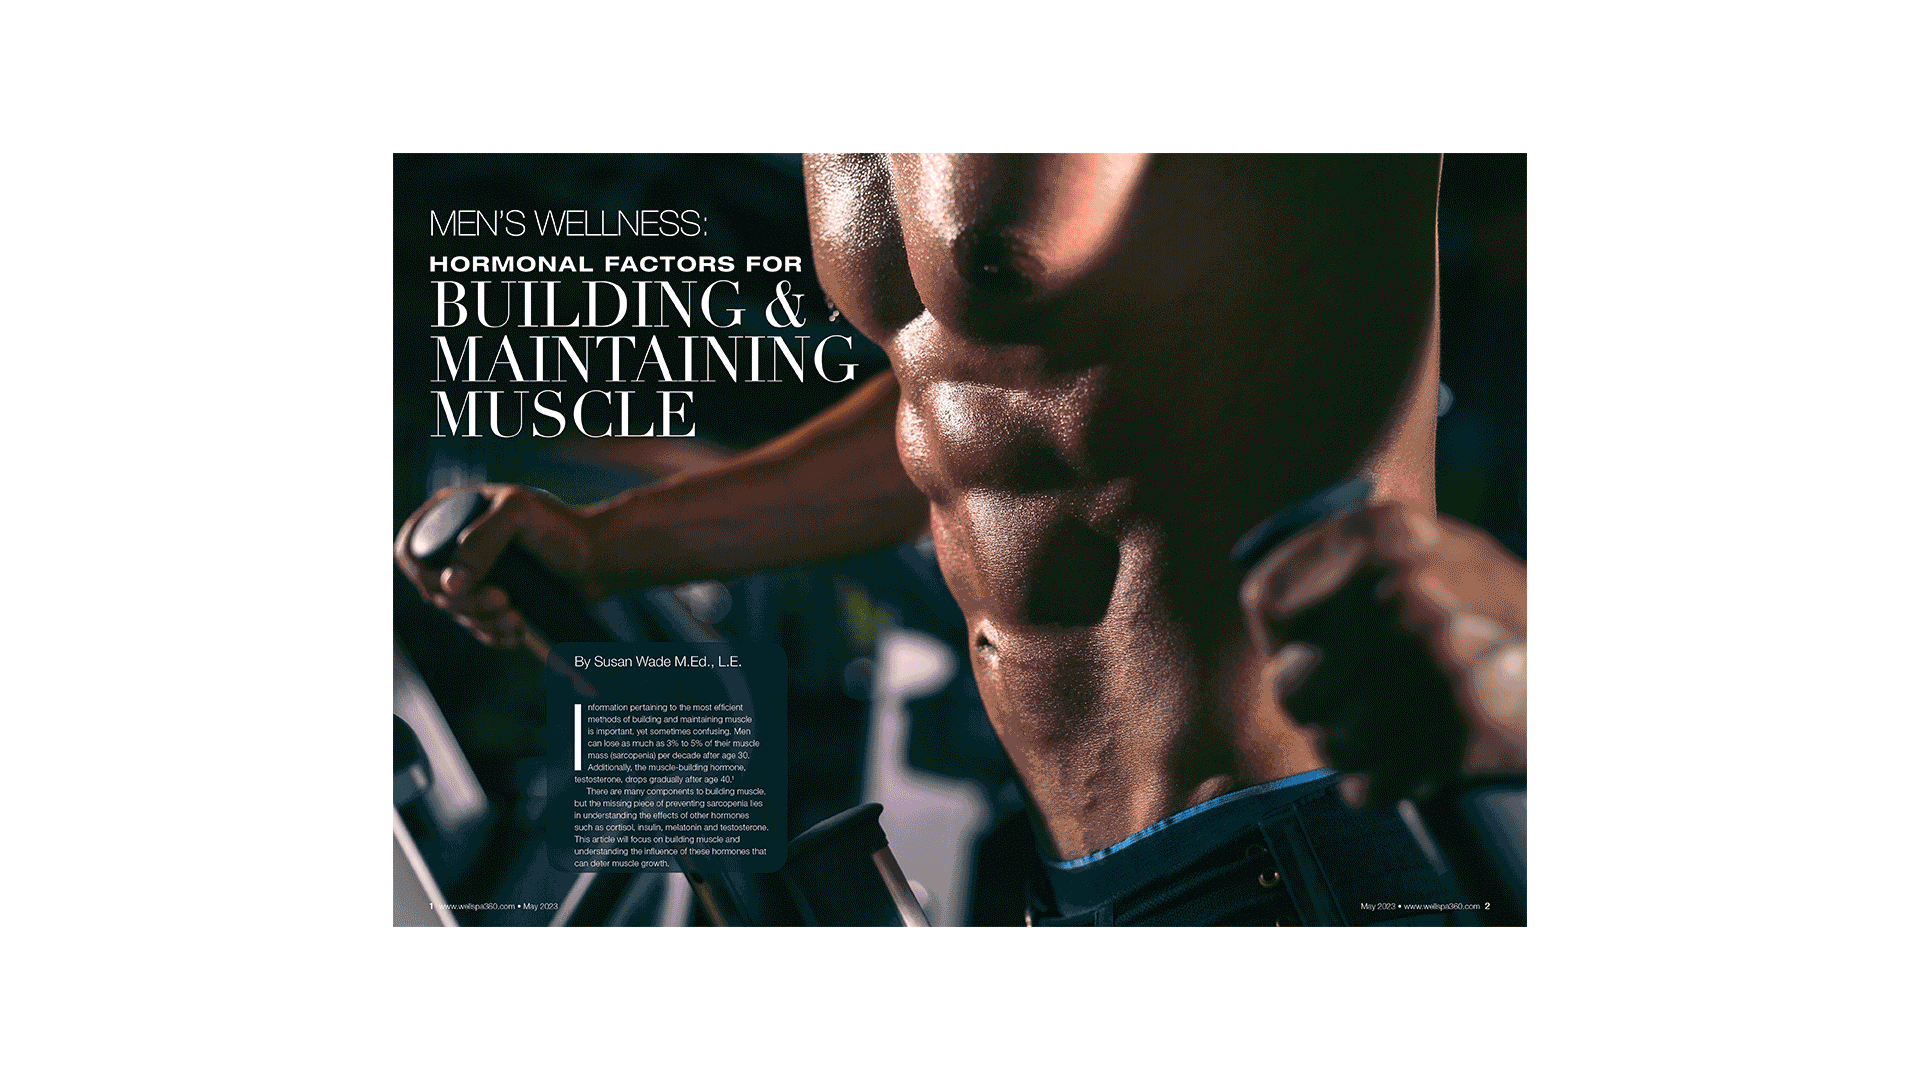 MEN'S WELLNESS:
HORMONAL FACTORS FOR
BUILDING &
MAINTAINING
MUSCLE
By Susan Wade M.Ed., L.E.
Information pertaining to the most efficient
methods of building and maintaining muscle
is important, yet sometimes confusing. Men
can lose as much as 3% to 5% of their muscle
mass (sarcopenia) per decade after age 30.
Additionally, the muscle-building hormone,
testosterone, drops gradually after age 40.¹
There are many components to building muscle,
but the missing piece of preventing sarcopenia lies
in understanding the effects of other hormones
such as cortisol, insulin, melatonin and testosterone.
This article will focus on building muscle and
understanding the influence of these hormones that
can deter muscle growth.
1 www.wellspa360.com • May 2023
May 2023 • www.wellspa360.com 2